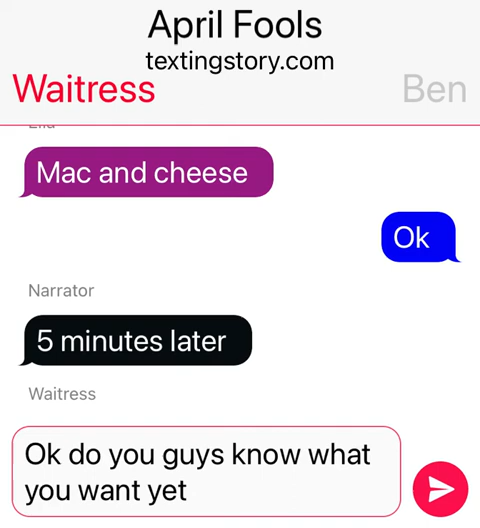 April Fools
textingstory.com
Waitress Ben
Mac and cheese
Ok
Narrator
5 minutes later
Waitress
Ok do you guys know what
you want yet